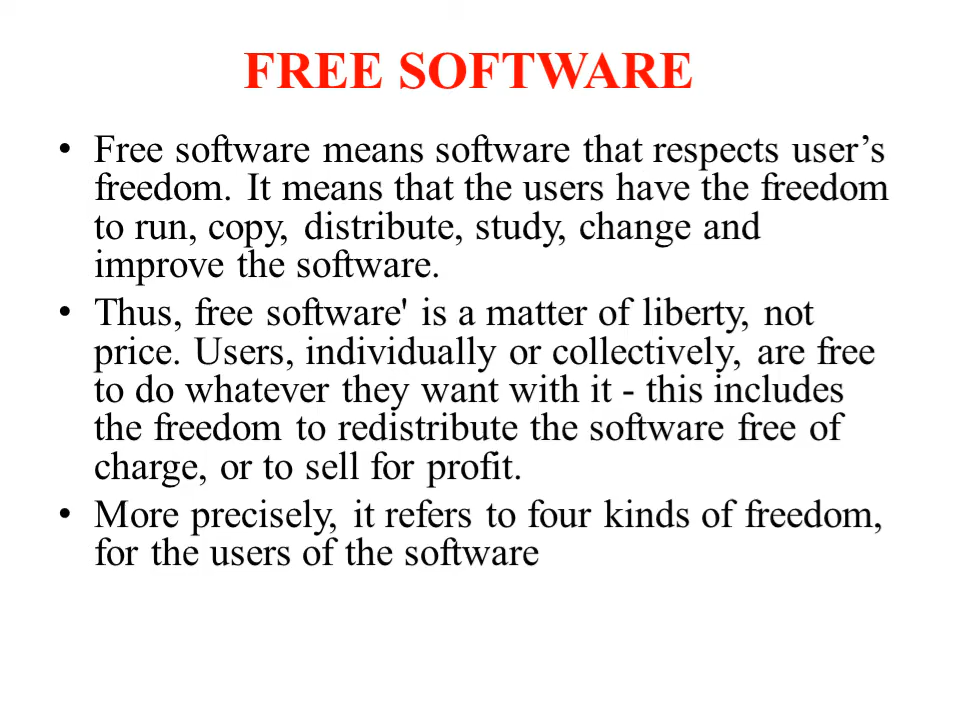 FREE SOFTWARE
• Free software means software that respects user’s
freedom. It means that the users have the freedom
to run, copy, distribute, study, change and
improve the software.
• Thus, free software' is a matter of liberty, not
price. Users, individually or collectively, are free
to do whatever they want with it - this includes
the freedom to redistribute the software free of
charge, or to sell for profit.
• More precisely, it refers to four kinds of freedom,
for the users of the software